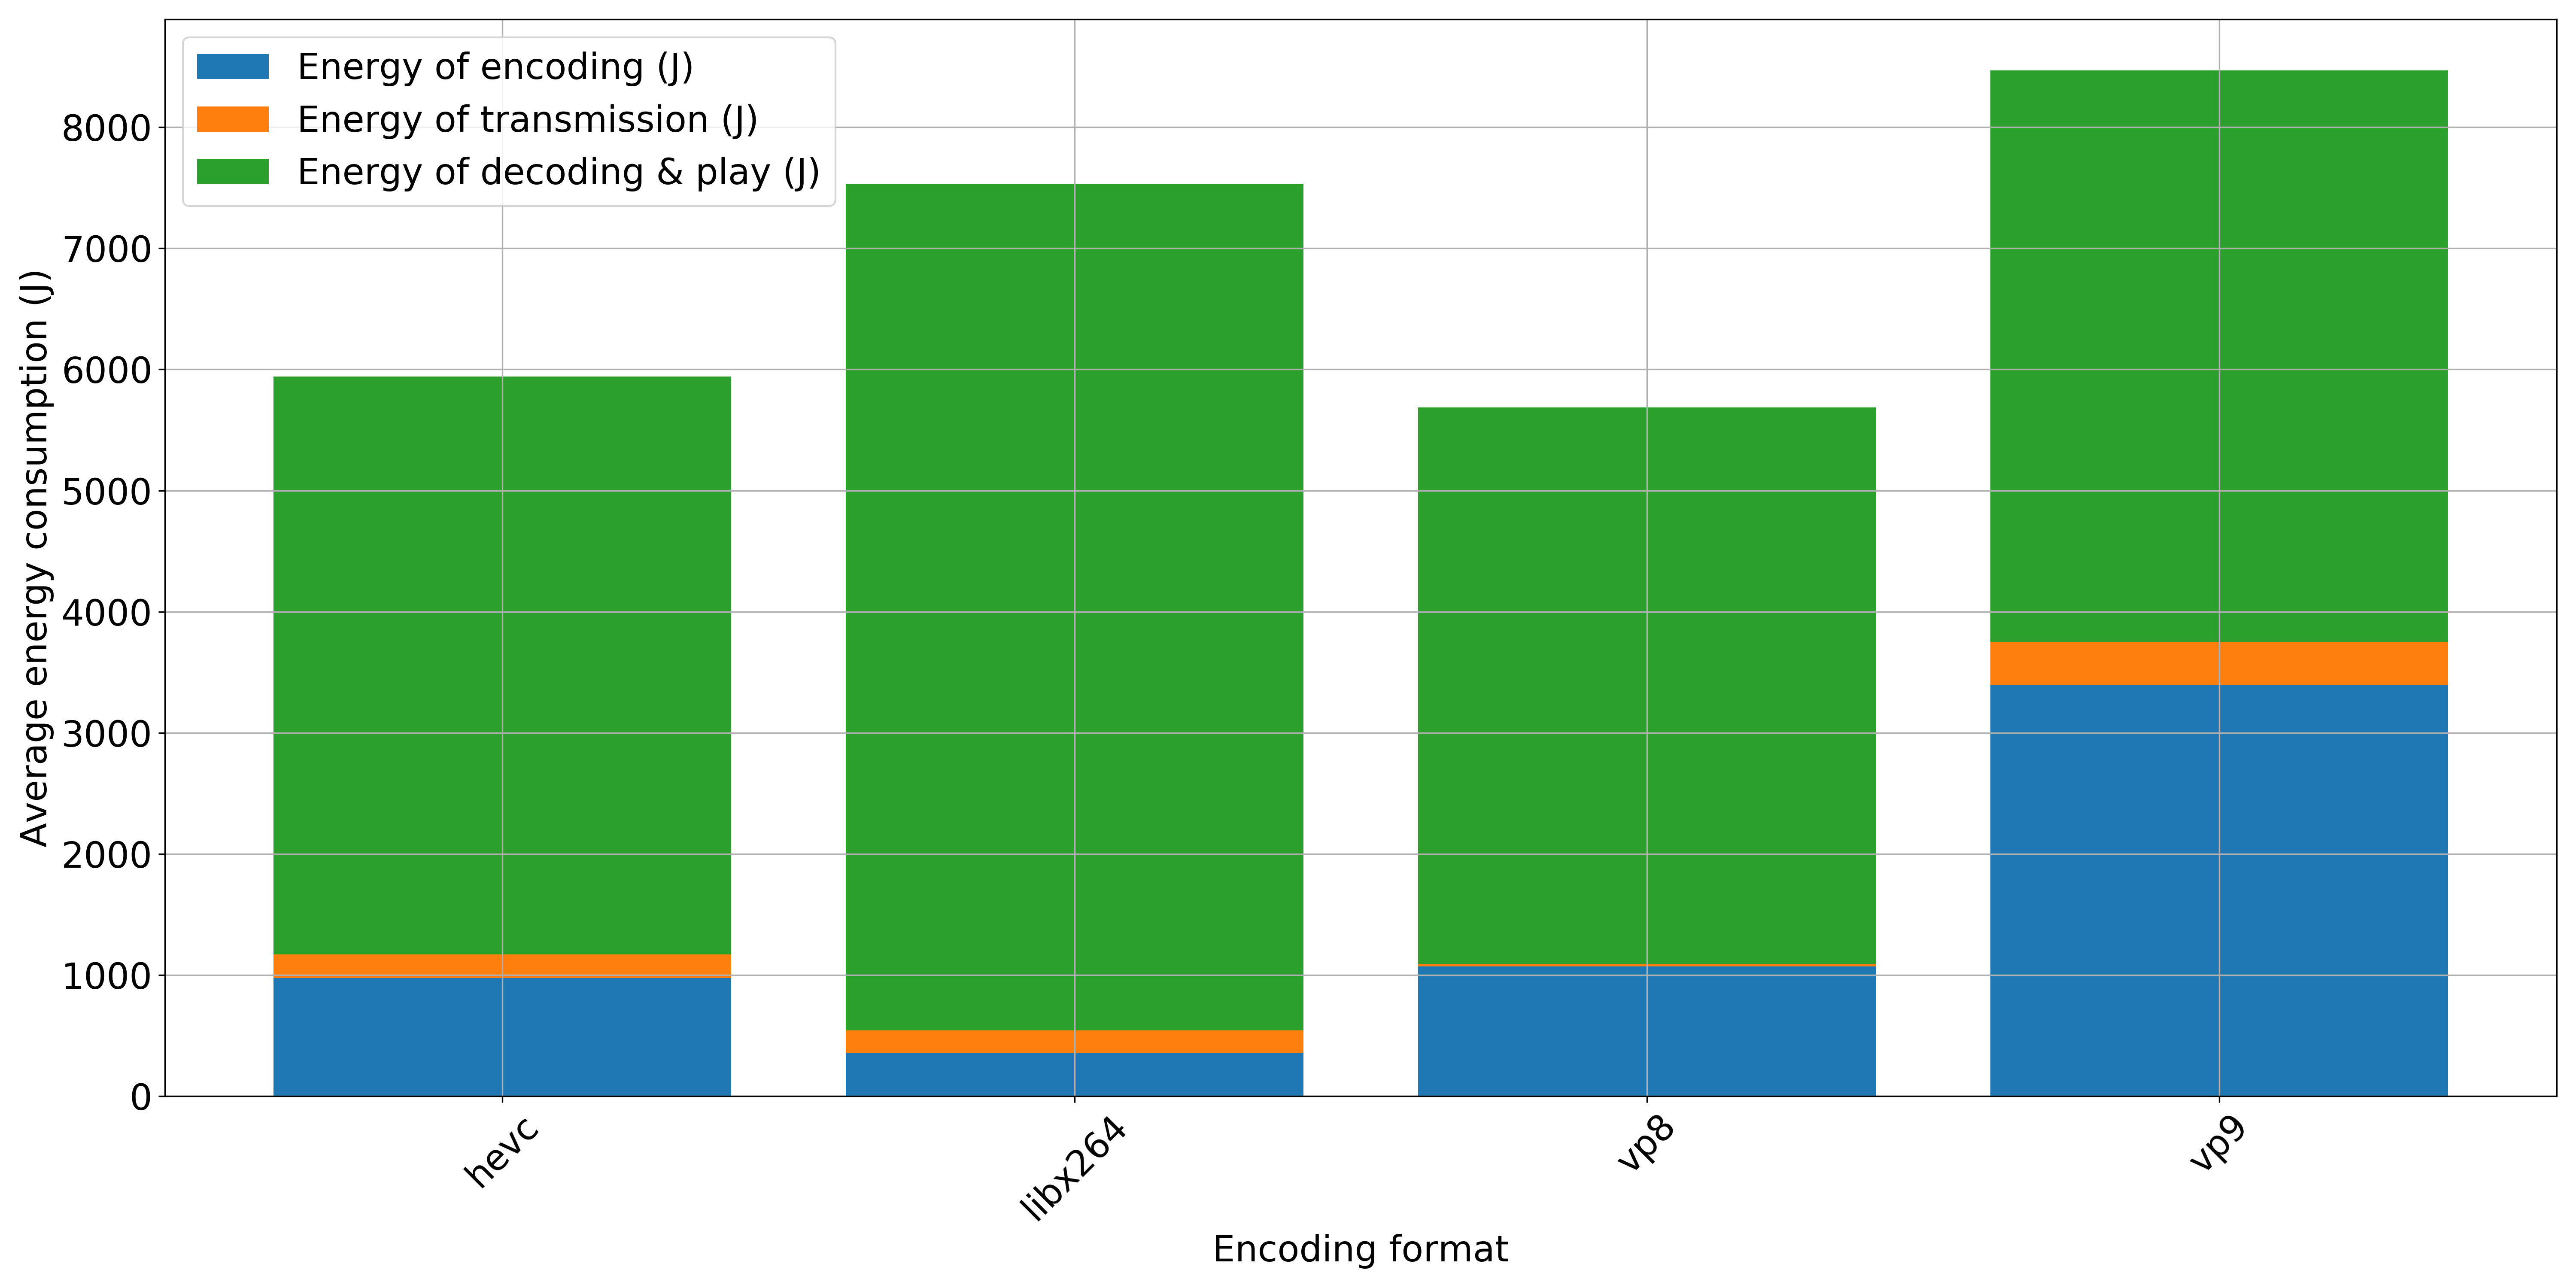 Energy of encoding (J)
Energy of transmission (J)
Energy of decoding & play (J)
Average energy consumption (J)
8000
7000
6000
5000
4000
3000
2000
1000
0
hevc
libx264
vp8
vp9
Encoding format